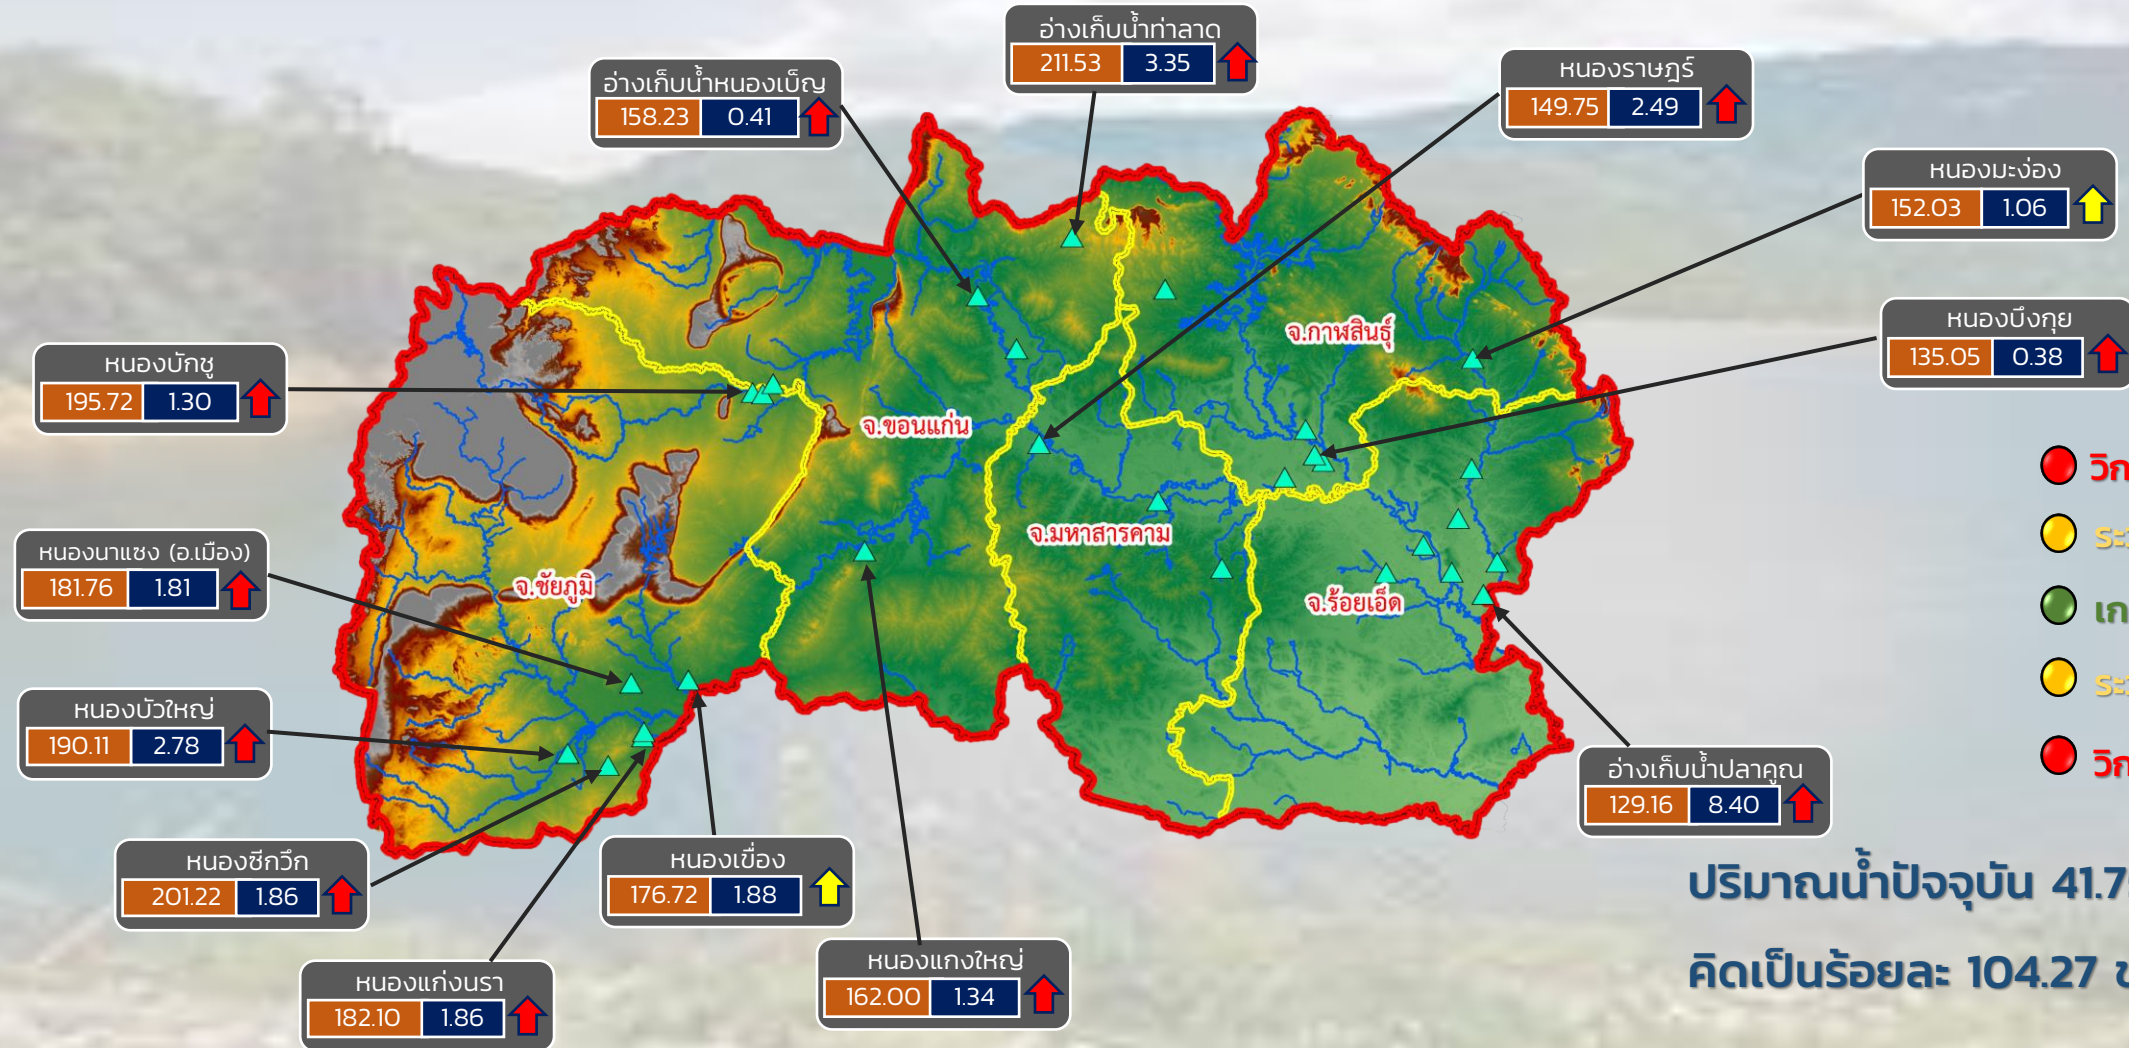 อ่างเก็บน้ำท่าลาด
211.53 3.35
อ่างเก็บน้ำหนองเบ็ญ
158.23 0.41
หนองราษฎร์
149.75 2.49
หนองมะง่อง
152.03 1.06
หนองบึงกุย
135.05 0.38
หนองบักชู
195.72 1.30
จ.กาฬสินธุ์
จ.ขอนแก่น
จ.มหาสารคาม
จ.ชัยภูมิ
จ.ร้อยเอ็ด
หนองนาแซง (อ.เมือง)
181.76 1.81
หนองบัวใหญ่
190.11 2.78
หนองซีกวึก
201.22 1.86
หนองแก่งนรา
182.10 1.86
หนองเขื่อง
176.72 1.88
หนองแกงใหญ่
162.00 1.34
อ่างเก็บน้ำปลาคูณ
129.16 8.40
ปริมาณน้ำปัจจุบัน
คิดเป็นร้อยละ 104.27